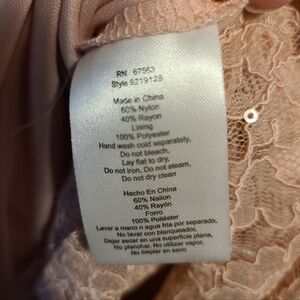 RN 67563
Style 9219129
Made in China
60% Nylon
40% Rayon
Lining
100% Polyester
Hand wash cold separately,
Do not bleach,
Lay flat to dry,
Do not iron, Do not steam,
Do not dry clean
Hecho En China
60% Nailon
40% Rayon
Forro
100% Poliéster
Lavar a mano n agua fria por separado,
No lavar con blanqueador,
Dejar secar en una superficie plana,
No planchar. No utilizar vapor,
No limpiar en seco